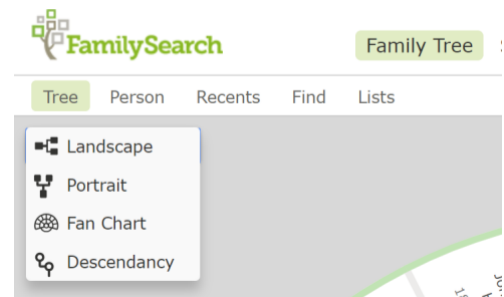 FamilySearch
Family Tree
Tree Person Recents Find Lists
Landscape
Portrait
Fan Chart
Descendancy